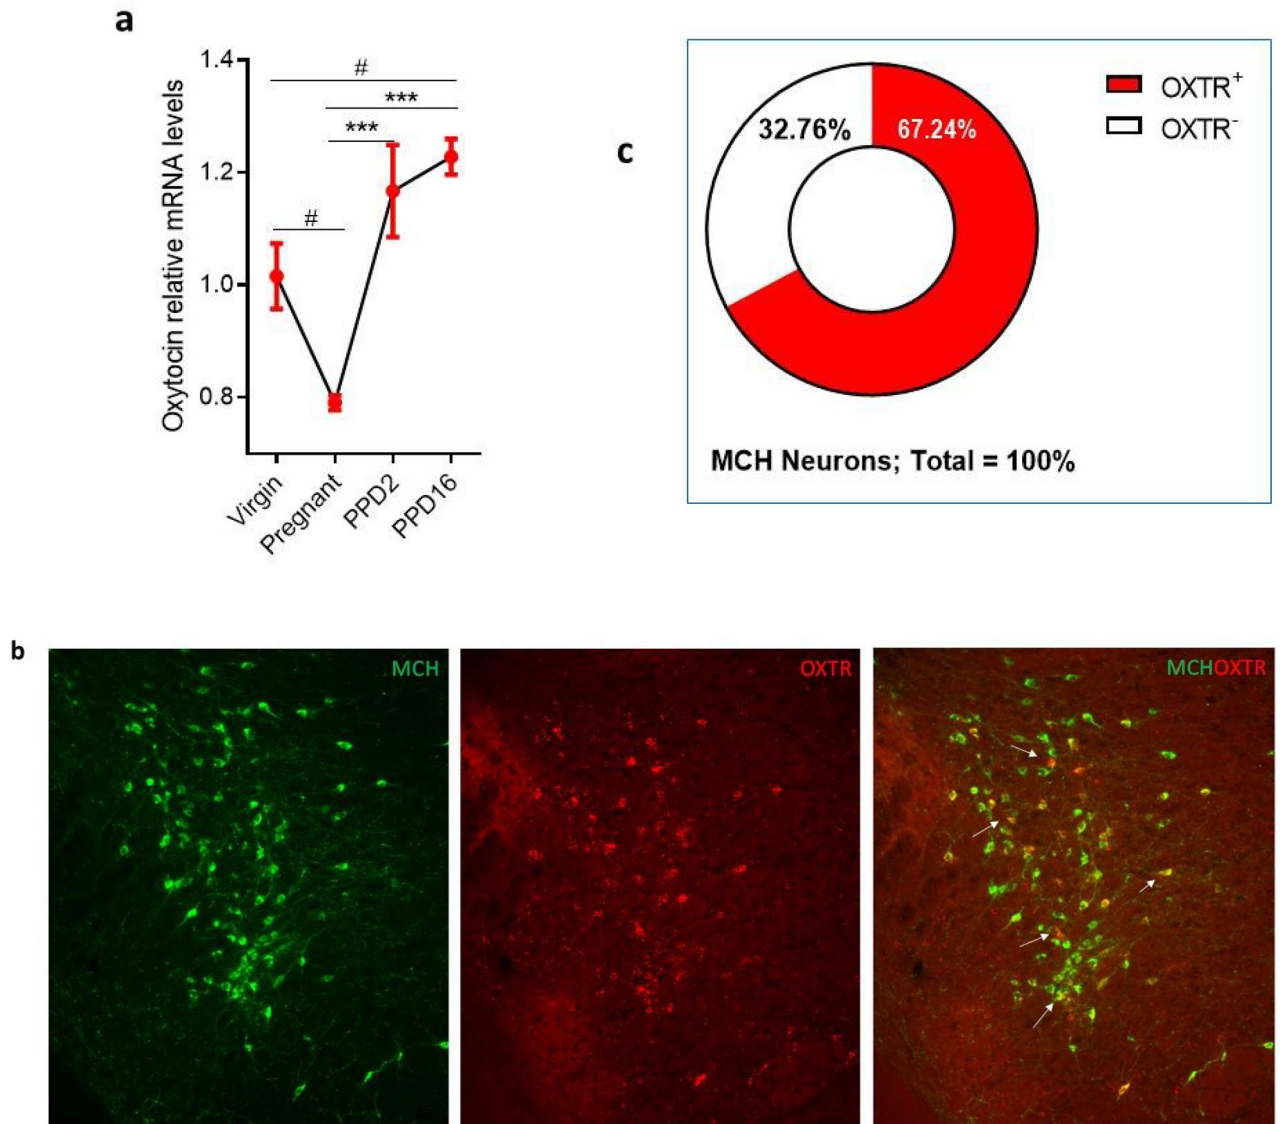 a
1.4
1.2
1.0
0.8
Oxytocin relative mRNA levels
#
***
***
#
Virgin
Pregnant
PPD2
PPD16
c
32.76%
67.24%
OXTR+
OXTR-
MCH Neurons; Total = 100%
b
MCH
OXTR
MCHOXTR